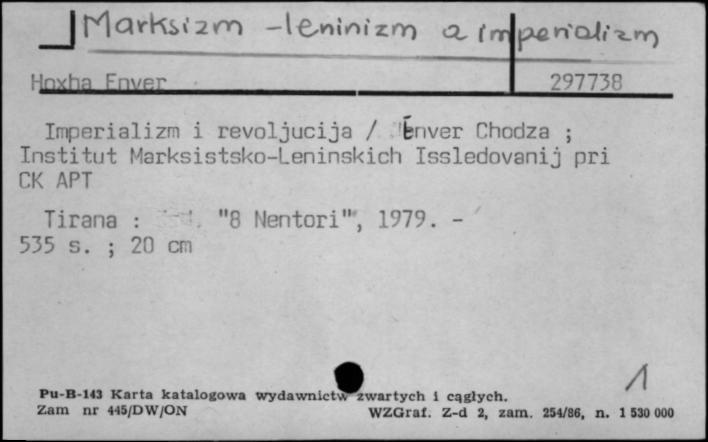 Marksizm -leninizm a imperializm
Hoxha Enver 297738
Imperializm i revoljucija / Enver Chodza ;
Institut Marksistsko-Leninskich Issledovanij pri
CK APT
Tirana : "8 Nentori", 1979. -
535 s. ; 20 cm
1
Pu-B-143 Karta katalogowa wydawnictw zwartych i cągłych.
Zam nr 445/DW/ON WZGraf. Z-d 2, zam. 254/86, n. 1 530 000